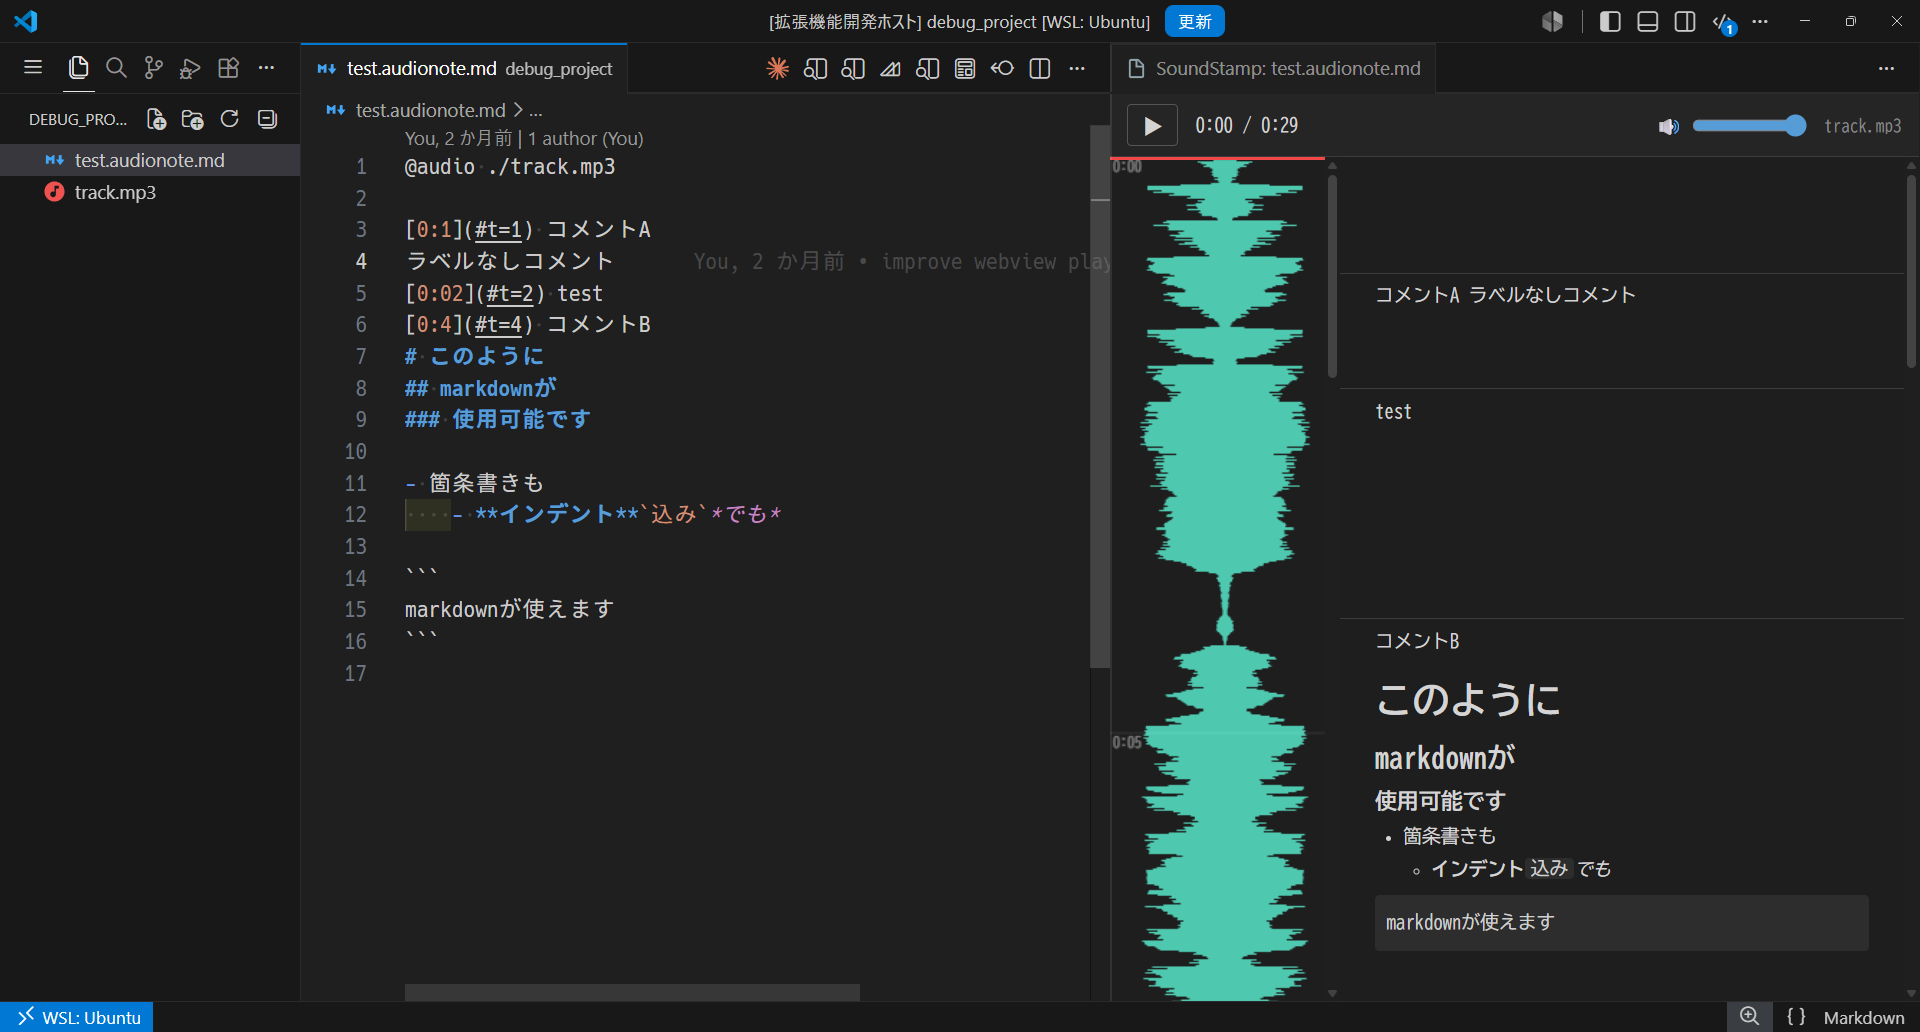 [拡張機能開発ホスト] debug_project [WSL: Ubuntu]
更新
1
test.audionote.md debug_project
SoundStamp: test.audionote.md
DEBUG_PRO...
test.audionote.md
track.mp3
test.audionote.md > ...
You, 2 か月前 | 1 author (You)
1 @audio ./track.mp3
2
3 [0:1](#t=1) コメントA
4 ラベルなしコメント You, 2 か月前 • improve webview play
5 [0:02](#t=2) test
6 [0:4](#t=4) コメントB
7 # このように
8 ## markdownが
9 ### 使用可能です
10
11 - 箇条書きも
12 - **インデント**`込み`*でも*
13
14 ```
15 markdownが使えます
16 ```
17
0:00 / 0:29
track.mp3
0:00
0:05
コメントA ラベルなしコメント
test
コメントB
このように
markdownが
使用可能です
• 箇条書きも
◦ インデント 込み でも
markdownが使えます
WSL: Ubuntu
{ } Markdown